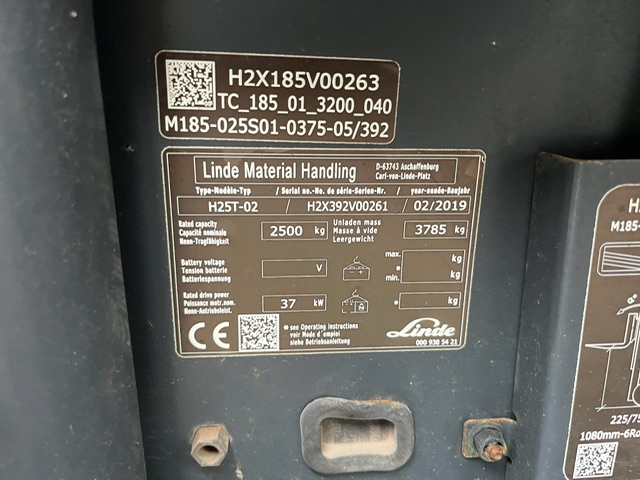 H2X185V00263
TC_185_01_3200_040
M185-025S01-0375-05/392
Linde Material Handling
D-63743 Aschaffenburg
Carl-von-Linde-Platz
Type-Modèle-Typ / Serial no.-No. de série-Serien-Nr. / year-année-Baujahr
H25T-02 / H2X392V00261 / 02/2019
Rated capacity
Capacité nominale
Nenn-Tragfähigkeit
2500 kg
Unladen mass
Masse à vide
Leergewicht
3785 kg
Battery voltage
Tension batterie
Batteriespannung
V
max.
*
min.
kg
kg
Rated drive power
Puissance motr.nom.
Nenn-Antriebsleist.
37 kW
* kg
CE
* see Operating instructions
voir Mode d'emploi
siehe Betriebsanleitung
Linde
000 938 54 21
M185-
6°
225/75
1080mm-6Ro